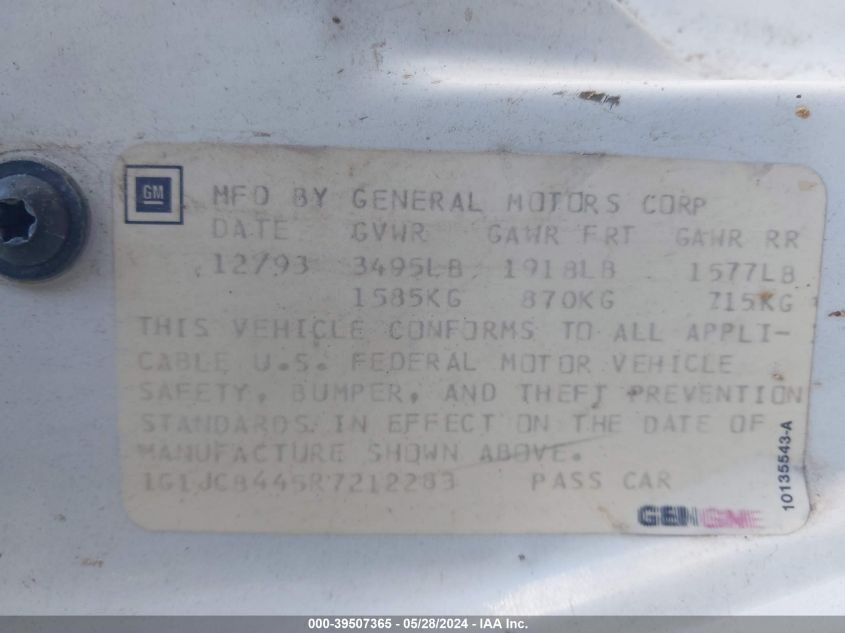 GM MFD BY GENERAL MOTORS CORP
DATE GVWR GAWR FRT GAWR RR
12/93 3495LB 1918LB 1577LB
1585KG 870KG 715KG
THIS VEHICLE CONFORMS TO ALL APPLI-
CABLE U.S. FEDERAL MOTOR VEHICLE
SAFETY, BUMPER, AND THEFT PREVENTION
STANDARDS IN EFFECT ON THE DATE OF
MANUFACTURE SHOWN ABOVE.
1G1JC8445R7212283 PASS CAR
10135543-A
000-39507365 - 05/28/2024 - IAA Inc.